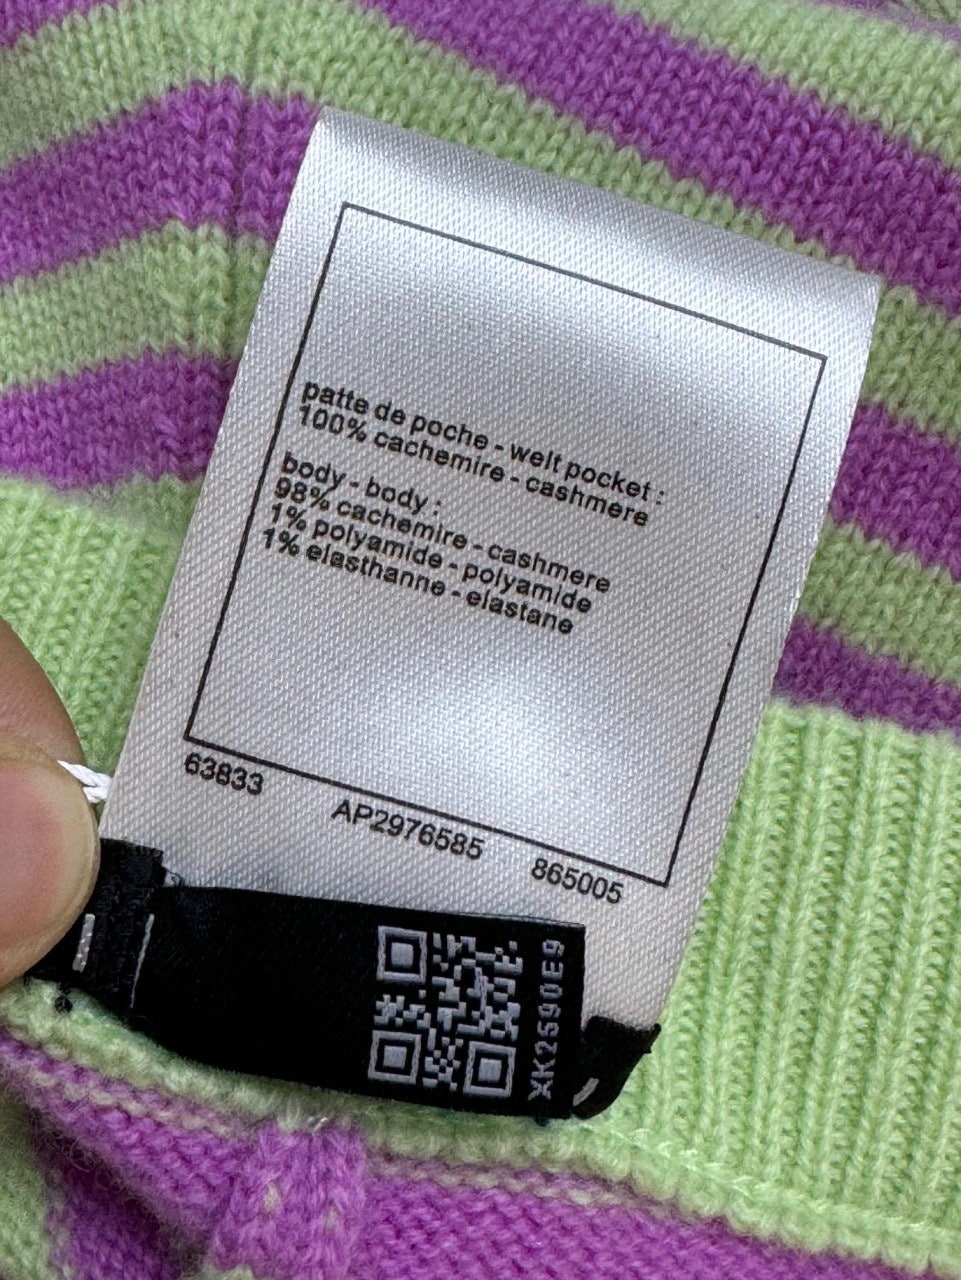 patte de poche - welt pocket :
100% cachemire - cashmere
body - body :
98% cachemire - cashmere
1% polyamide - polyamide
1% elasthanne - elastane
63833 AP2976585 865005
XK2590E9